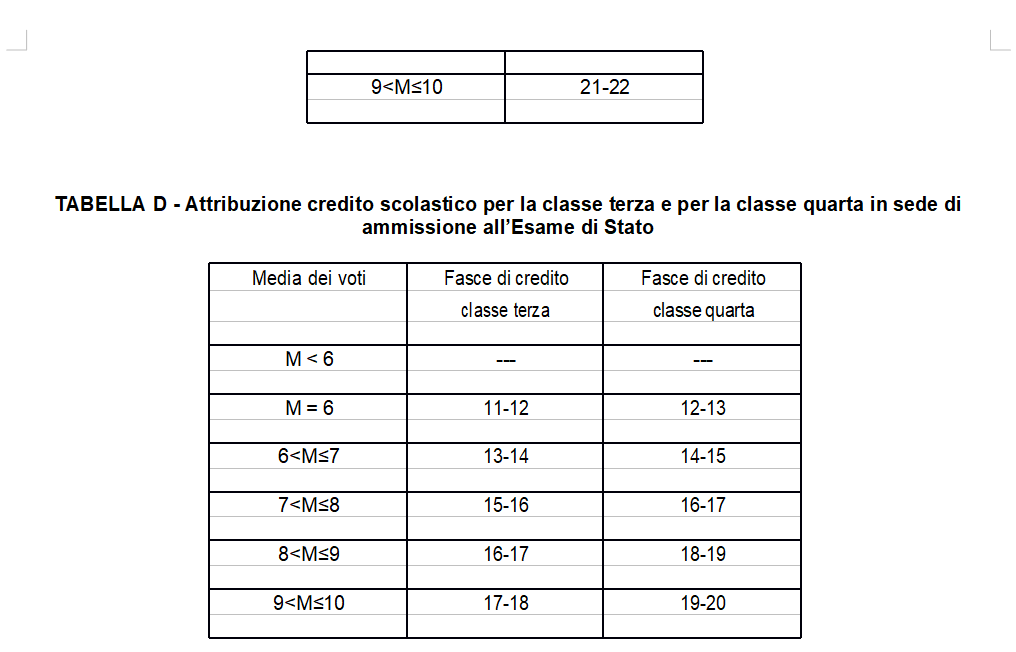 9<M≤10 21-22
TABELLA D - Attribuzione credito scolastico per la classe terza e per la classe quarta in sede di
ammissione all’Esame di Stato
Media dei voti Fasce di credito Fasce di credito
classe terza classe quarta
M < 6 --- ---
M = 6 11-12 12-13
6<M≤7 13-14 14-15
7<M≤8 15-16 16-17
8<M≤9 16-17 18-19
9<M≤10 17-18 19-20